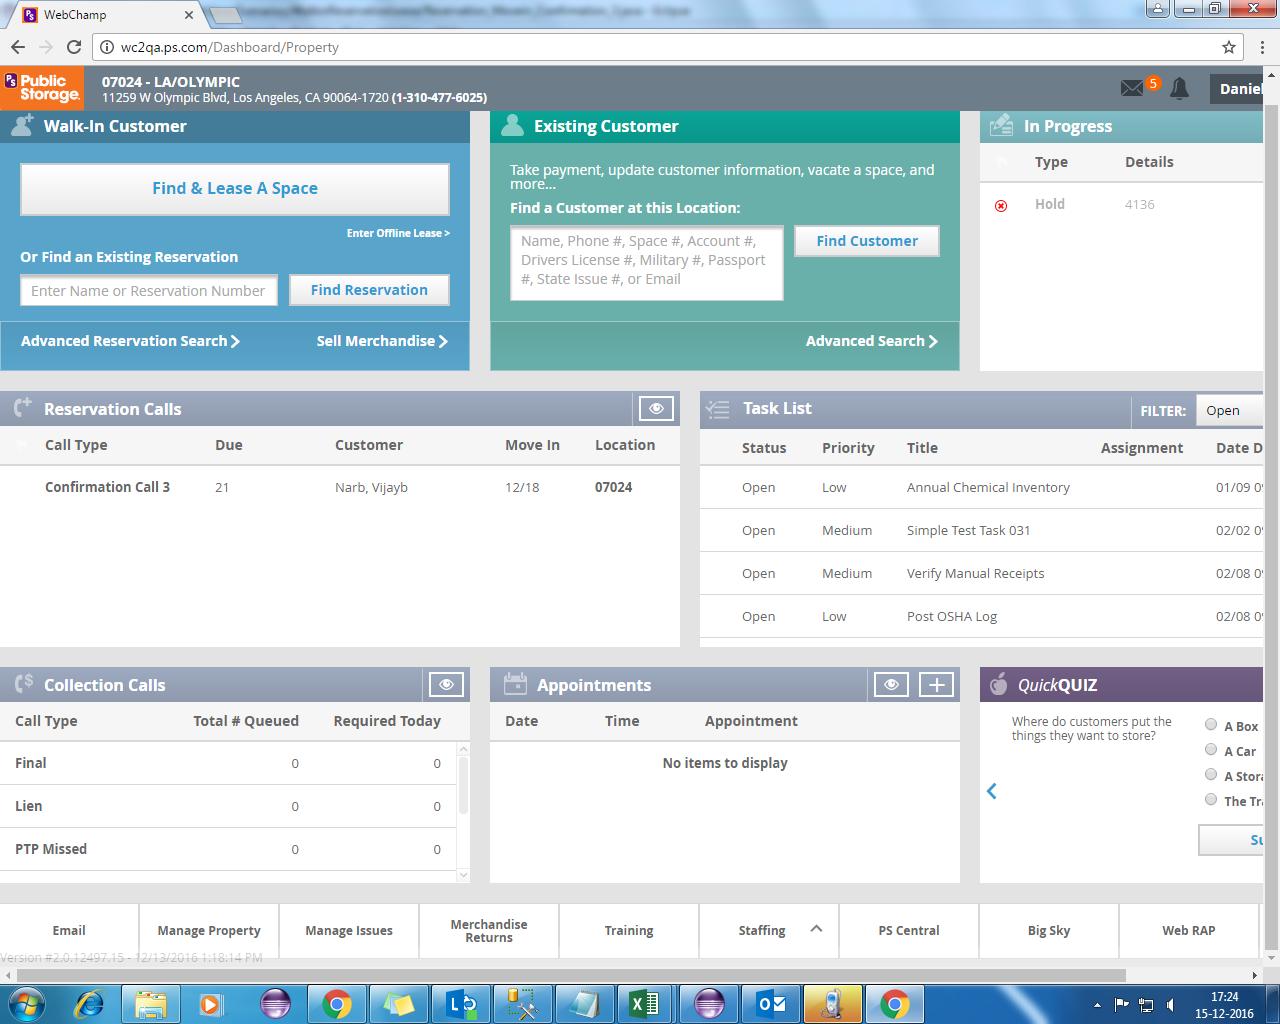 WebChamp
wc2qa.ps.com/Dashboard/Property
Public Storage
07024 - LA/OLYMPIC
11259 W Olympic Blvd, Los Angeles, CA 90064-1720 (1-310-477-6025)
5
Daniel
Walk-In Customer
Find & Lease A Space
Enter Offline Lease >
Or Find an Existing Reservation
Enter Name or Reservation Number
Find Reservation
Advanced Reservation Search
Sell Merchandise
Existing Customer
Take payment, update customer information, vacate a space, and
more...
Find a Customer at this Location:
Name, Phone #, Space #, Account #,
Drivers License #, Military #, Passport
#, State Issue #, or Email
Find Customer
Advanced Search
In Progress
Type Details
Hold 4136
Reservation Calls
Call Type Due Customer Move In Location
Confirmation Call 3 21 Narb, Vijayb 12/18 07024
Task List
FILTER: Open
Status Priority Title Assignment Date D
Open Low Annual Chemical Inventory 01/09 09
Open Medium Simple Test Task 031 02/02 09
Open Medium Verify Manual Receipts 02/08 09
Open Low Post OSHA Log 02/08 09
Collection Calls
Call Type Total # Queued Required Today
Final 0 0
Lien 0 0
PTP Missed 0 0
Appointments
Date Time Appointment
No items to display
QuickQUIZ
Where do customers put the
things they want to store?
A Box
A Car
A Stora
The Tra
Su
Email
Manage Property
Manage Issues
Merchandise
Returns
Training
Staffing
PS Central
Big Sky
Web RAP
Version #2.0.12497.15 - 12/13/2016 1:18:14 PM
17:24
15-12-2016